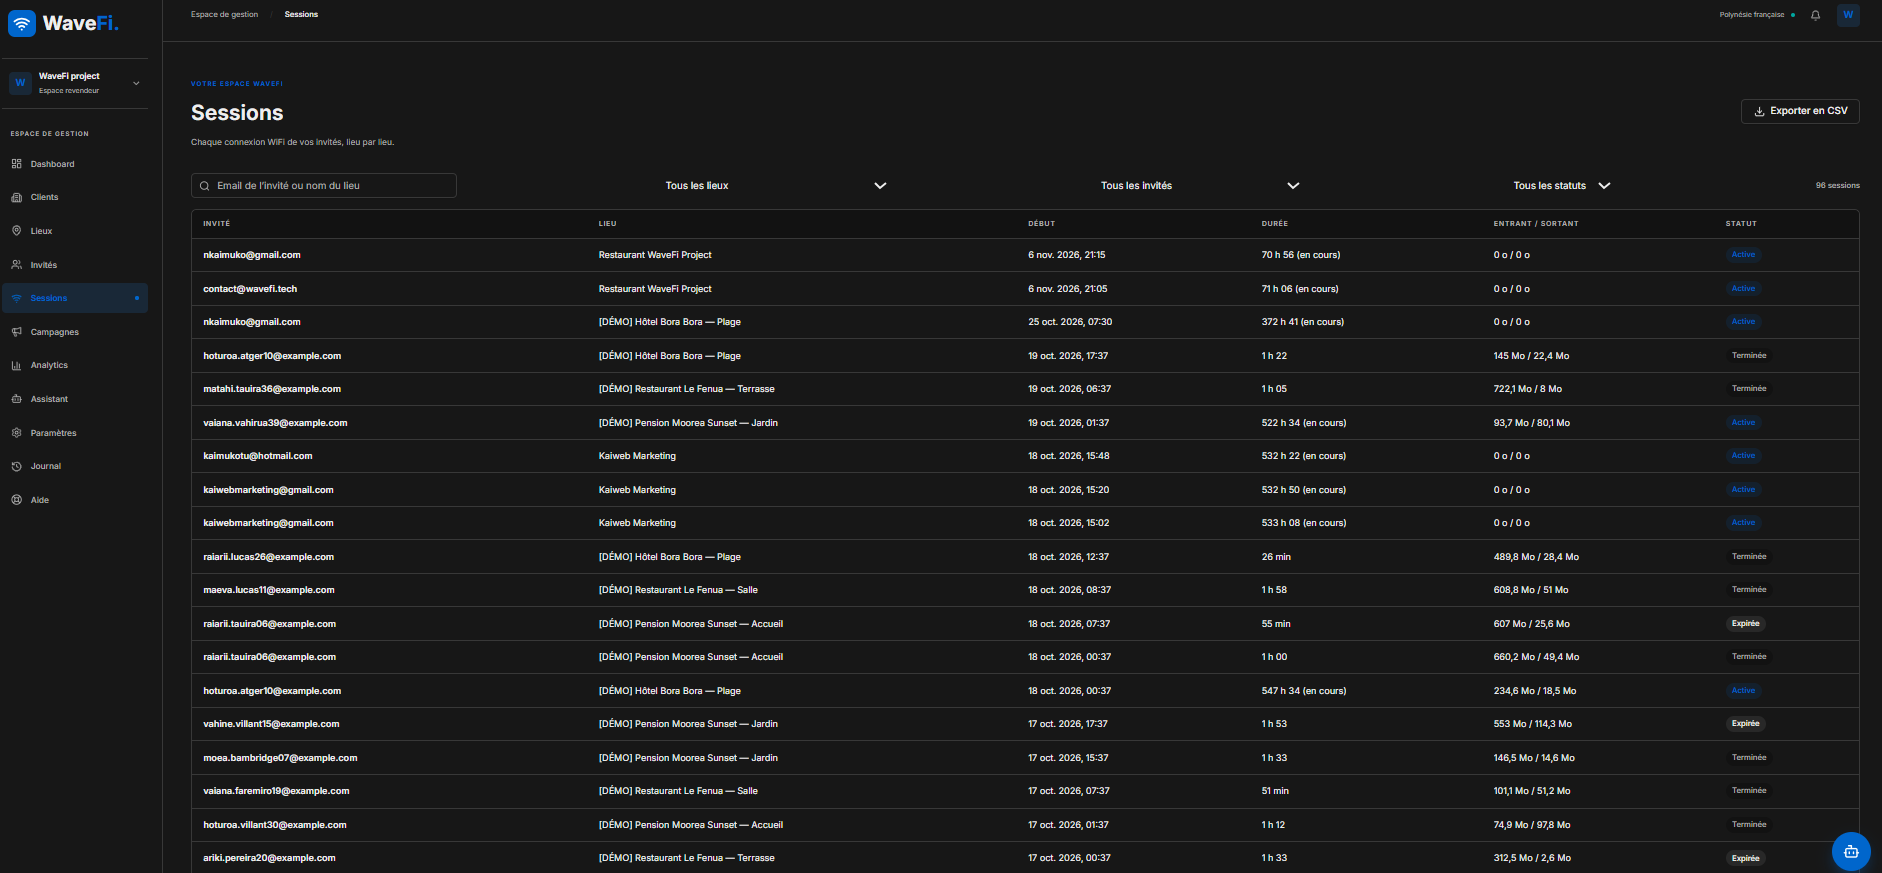 WaveFi.
Espace de gestion / Sessions
Polynésie française
W
W
WaveFi project
Espace revendeur
ESPACE DE GESTION
Dashboard
Clients
Lieux
Invités
Sessions
Campagnes
Analytics
Assistant
Paramètres
Journal
Aide
VOTRE ESPACE WAVEFI
Sessions
Exporter en CSV
Chaque connexion WiFi de vos invités, lieu par lieu.
Email de l'invité ou nom du lieu
Tous les lieux
Tous les invités
Tous les statuts
96 sessions
INVITÉ LIEU DÉBUT DURÉE ENTRANT / SORTANT STATUT
nkaimuko@gmail.com Restaurant WaveFi Project 6 nov. 2026, 21:15 70 h 56 (en cours) 0 o / 0 o Active
contact@wavefi.tech Restaurant WaveFi Project 6 nov. 2026, 21:05 71 h 06 (en cours) 0 o / 0 o Active
nkaimuko@gmail.com [DÉMO] Hôtel Bora Bora — Plage 25 oct. 2026, 07:30 372 h 41 (en cours) 0 o / 0 o Active
hoturoa.atger10@example.com [DÉMO] Hôtel Bora Bora — Plage 19 oct. 2026, 17:37 1 h 22 145 Mo / 22,4 Mo Terminée
matahi.tauira36@example.com [DÉMO] Restaurant Le Fenua — Terrasse 19 oct. 2026, 06:37 1 h 05 722,1 Mo / 8 Mo Terminée
vaiana.vahirua39@example.com [DÉMO] Pension Moorea Sunset — Jardin 19 oct. 2026, 01:37 522 h 34 (en cours) 93,7 Mo / 80,1 Mo Active
kaimukotu@hotmail.com Kaiweb Marketing 18 oct. 2026, 15:48 532 h 22 (en cours) 0 o / 0 o Active
kaiwebmarketing@gmail.com Kaiweb Marketing 18 oct. 2026, 15:20 532 h 50 (en cours) 0 o / 0 o Active
kaiwebmarketing@gmail.com Kaiweb Marketing 18 oct. 2026, 15:02 533 h 08 (en cours) 0 o / 0 o Active
raiarii.lucas26@example.com [DÉMO] Hôtel Bora Bora — Plage 18 oct. 2026, 12:37 26 min 489,8 Mo / 28,4 Mo Terminée
maeva.lucas11@example.com [DÉMO] Restaurant Le Fenua — Salle 18 oct. 2026, 08:37 1 h 58 608,8 Mo / 51 Mo Terminée
raiarii.tauira06@example.com [DÉMO] Pension Moorea Sunset — Accueil 18 oct. 2026, 07:37 55 min 607 Mo / 25,6 Mo Expirée
raiarii.tauira06@example.com [DÉMO] Pension Moorea Sunset — Accueil 18 oct. 2026, 00:37 1 h 00 660,2 Mo / 49,4 Mo Terminée
hoturoa.atger10@example.com [DÉMO] Hôtel Bora Bora — Plage 18 oct. 2026, 00:37 547 h 34 (en cours) 234,6 Mo / 18,5 Mo Active
vahine.villant15@example.com [DÉMO] Pension Moorea Sunset — Jardin 17 oct. 2026, 17:37 1 h 53 553 Mo / 114,3 Mo Expirée
moea.bambridge07@example.com [DÉMO] Pension Moorea Sunset — Jardin 17 oct. 2026, 15:37 1 h 33 146,5 Mo / 14,6 Mo Terminée
vaiana.faremiro19@example.com [DÉMO] Restaurant Le Fenua — Salle 17 oct. 2026, 07:37 51 min 101,1 Mo / 51,2 Mo Terminée
hoturoa.villant30@example.com [DÉMO] Pension Moorea Sunset — Accueil 17 oct. 2026, 01:37 1 h 12 74,9 Mo / 97,8 Mo Terminée
ariki.pereira20@example.com [DÉMO] Restaurant Le Fenua — Terrasse 17 oct. 2026, 00:37 1 h 33 312,5 Mo / 2,6 Mo Expirée